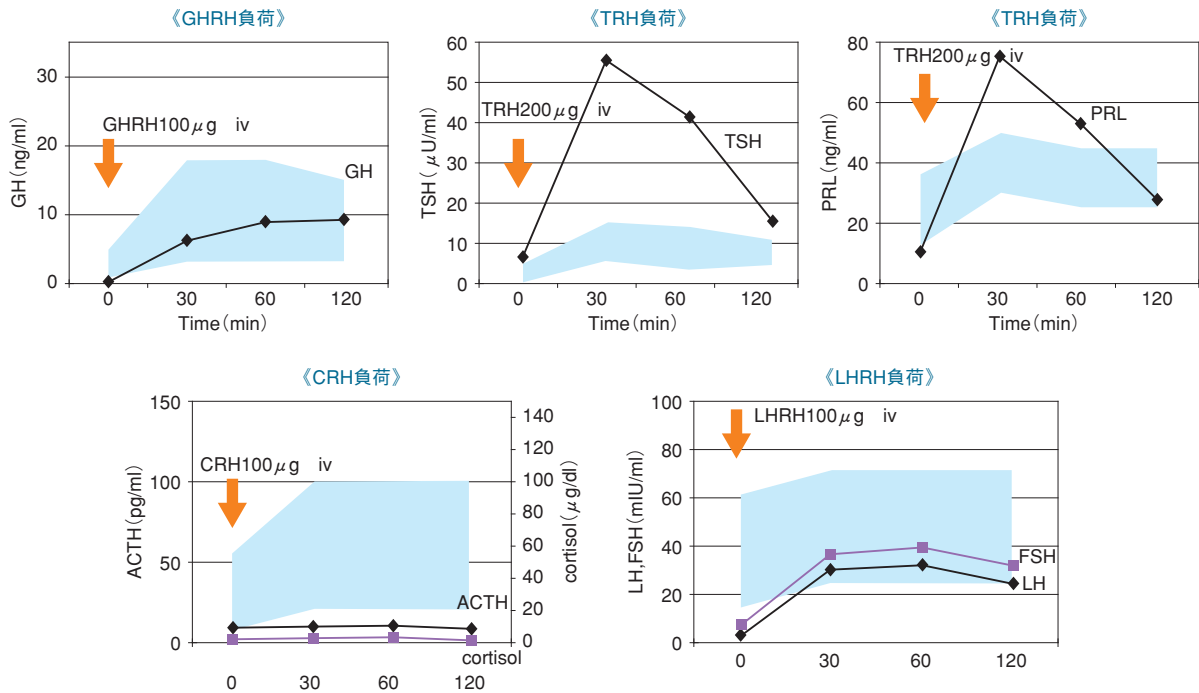 《GHRH負荷》
GH(ng/ml)
30
20
10
0
GHRH100μg iv
GH
0 30 60 120
Time(min)
《TRH負荷》
TSH(μU/ml)
60
50
40
30
20
10
0
TRH200μg iv
TSH
0 30 60 120
Time(min)
《TRH負荷》
PRL(ng/ml)
80
60
40
20
0
TRH200μg iv
PRL
0 30 60 120
Time(min)
《CRH負荷》
ACTH(pg/ml)
150
100
50
0
CRH100μg iv
ACTH
cortisol
140
120
100
80
60
40
20
0
cortisol(μg/dl)
0 30 60 120
《LHRH負荷》
LH,FSH(mIU/ml)
100
80
60
40
20
0
LHRH100μg iv
FSH
LH
0 30 60 120